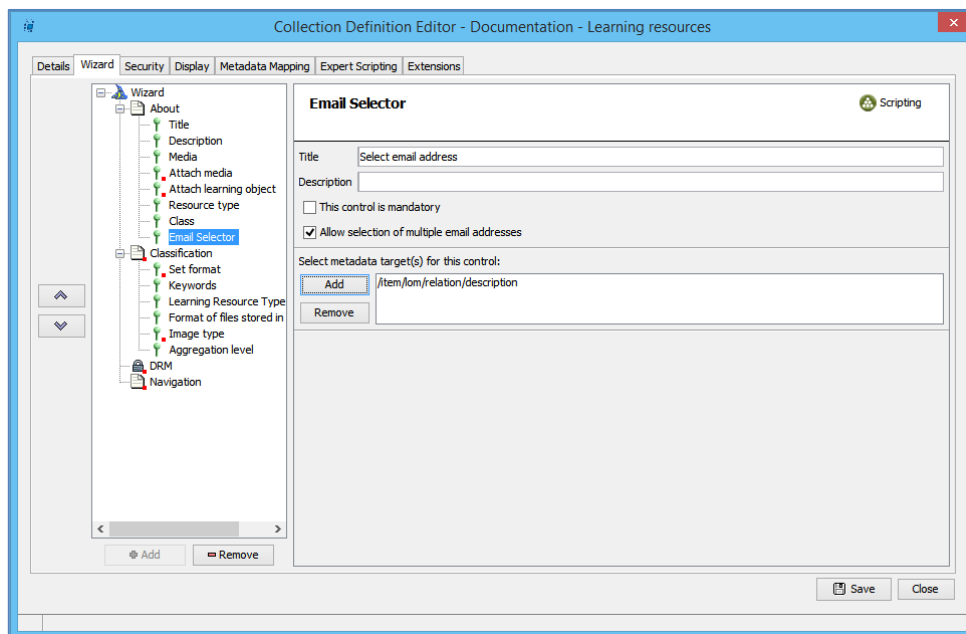 Collection Definition Editor - Documentation - Learning resources
Details Wizard Security Display Metadata Mapping Expert Scripting Extensions
Wizard
About
Title
Description
Media
Attach media
Attach learning object
Resource type
Class
Email Selector
Classification
Set format
Keywords
Learning Resource Type
Format of files stored in
Image type
Aggregation level
DRM
Navigation
Add Remove
Email Selector
Scripting
Title Select email address
Description
This control is mandatory
Allow selection of multiple email addresses
Select metadata target(s) for this control:
Add /item/lom/relation/description
Remove
Save Close